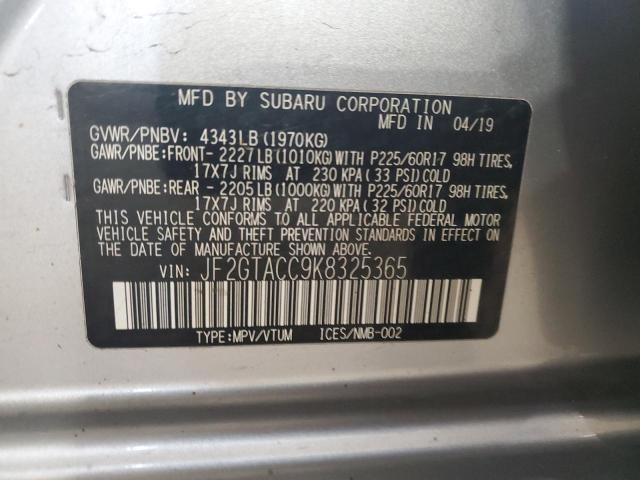 MFD BY SUBARU CORPORATION
MFD IN 04/19
GVWR/PNBV: 4343LB(1970KG)
GAWR/PNBE:FRONT- 2227LB(1010KG)WITH P225/60R17 98H TIRES,
17X7J RIMS AT 230 KPA(33 PSI)COLD
GAWR/PNBE:REAR - 2205LB(1000KG)WITH P225/60R17 98H TIRES,
17X7J RIMS AT 220 KPA(32 PSI)COLD
THIS VEHICLE CONFORMS TO ALL APPLICABLE FEDERAL MOTOR
VEHICLE SAFETY AND THEFT PREVENTION STANDARDS IN EFFECT ON
THE DATE OF MANUFACTURE SHOWN ABOVE.
VIN: JF2GTACC9K8325365
TYPE:MPV/VTUM ICES/NMB-002